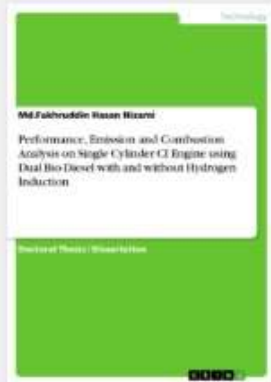 Technology
Md.Fakhruddin Hasan Nizami
Performance, Emission and Combustion
Analysis on Single Cylinder CI Engine using
Dual Bio Diesel with and without Hydrogen
Induction
Doctoral Thesis / Dissertation
GRIN